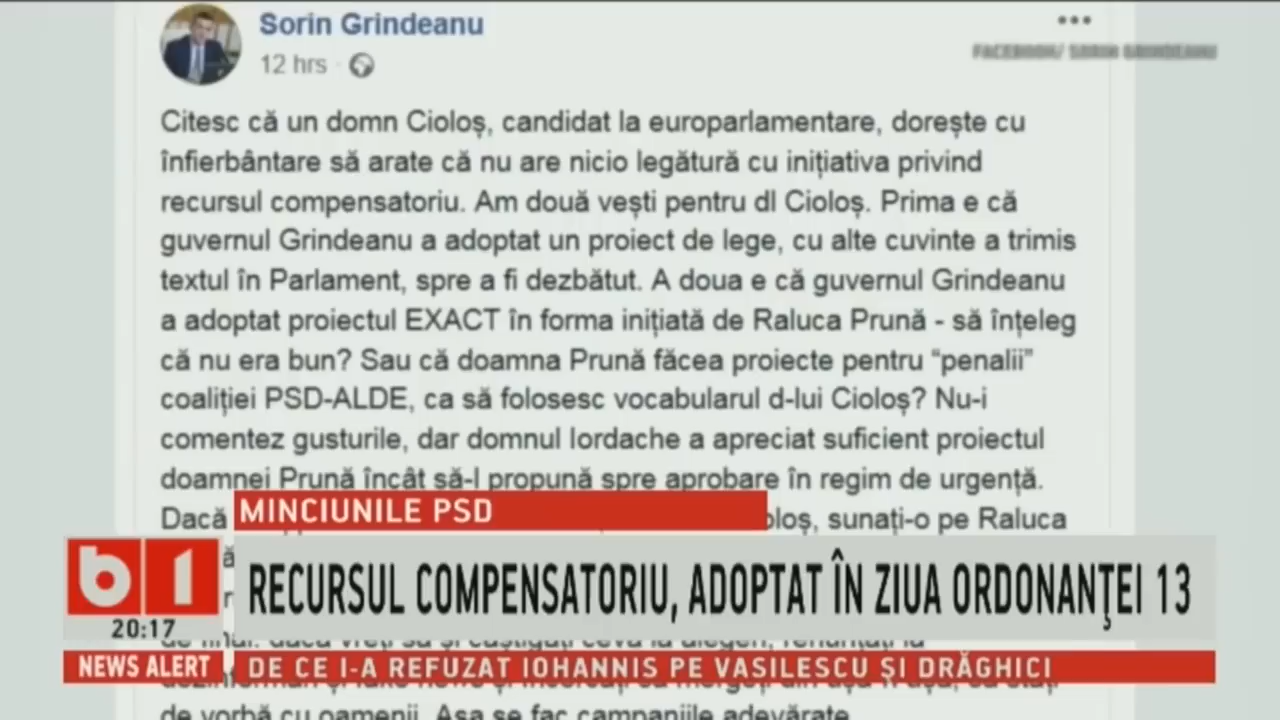 Sorin Grindeanu
12 hrs
FACEBOOK/ SORIN GRINDEANU
Citesc că un domn Cioloș, candidat la europarlamentare, dorește cu
înfierbântare să arate că nu are nicio legătură cu inițiativa privind
recursul compensatoriu. Am două vești pentru dl Cioloș. Prima e că
guvernul Grindeanu a adoptat un proiect de lege, cu alte cuvinte a trimis
textul în Parlament, spre a fi dezbătut. A doua e că guvernul Grindeanu
a adoptat proiectul EXACT în forma inițiată de Raluca Prună - să înțeleg
că nu era bun? Sau că doamna Prună făcea proiecte pentru “penalii”
coaliției PSD-ALDE, ca să folosesc vocabularul d-lui Cioloș? Nu-i
comentez gusturile, dar domnul Iordache a apreciat suficient proiectul
doamnei Prună încât să-l propună spre aprobare în regim de urgență.
Dacă
sunați-o pe Raluca
MINCIUNILE PSD
b1
RECURSUL COMPENSATORIU, ADOPTAT ÎN ZIUA ORDONANŢEI 13
20:17
NEWS ALERT
DE CE I-A REFUZAT IOHANNIS PE VASILESCU ȘI DRĂGHICI
de vorbă cu oamenii. Așa se fac campaniile adevărate.